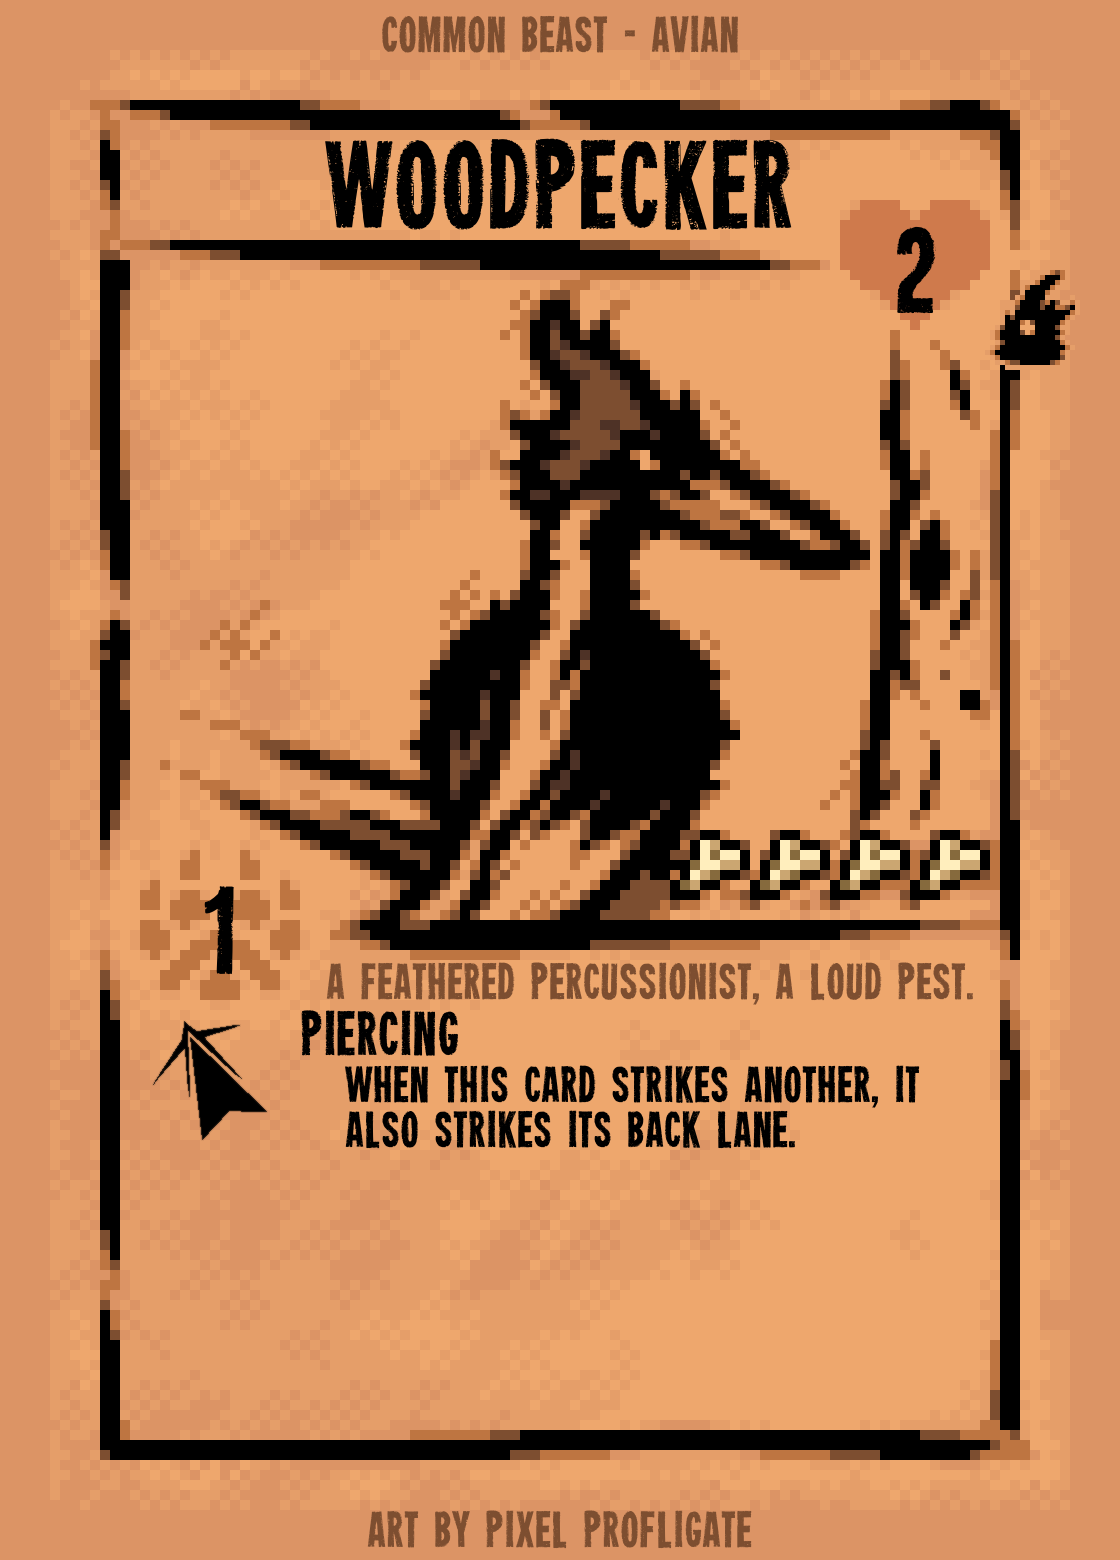 COMMON BEAST - AVIAN
WOODPECKER
2
1
A FEATHERED PERCUSSIONIST, A LOUD PEST.
PIERCING
WHEN THIS CARD STRIKES ANOTHER, IT
ALSO STRIKES ITS BACK LANE.
ART BY PIXEL PROFLIGATE